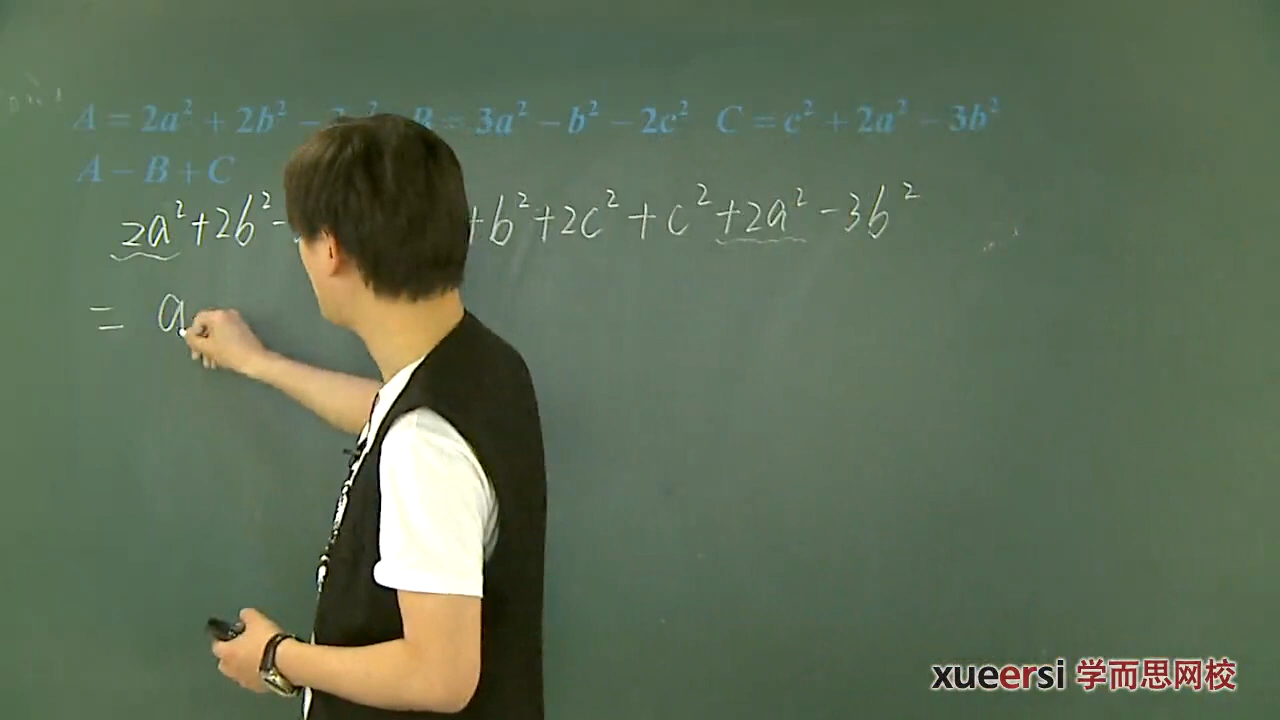 A = 2a² + 2b² - B = 3a² - b² - 2c² C = c² + 2a² - 3b²
A - B + C
2a² + 2b² - + b² + 2c² + c² + 2a² - 3b²
= a
xueersi 学而思网校